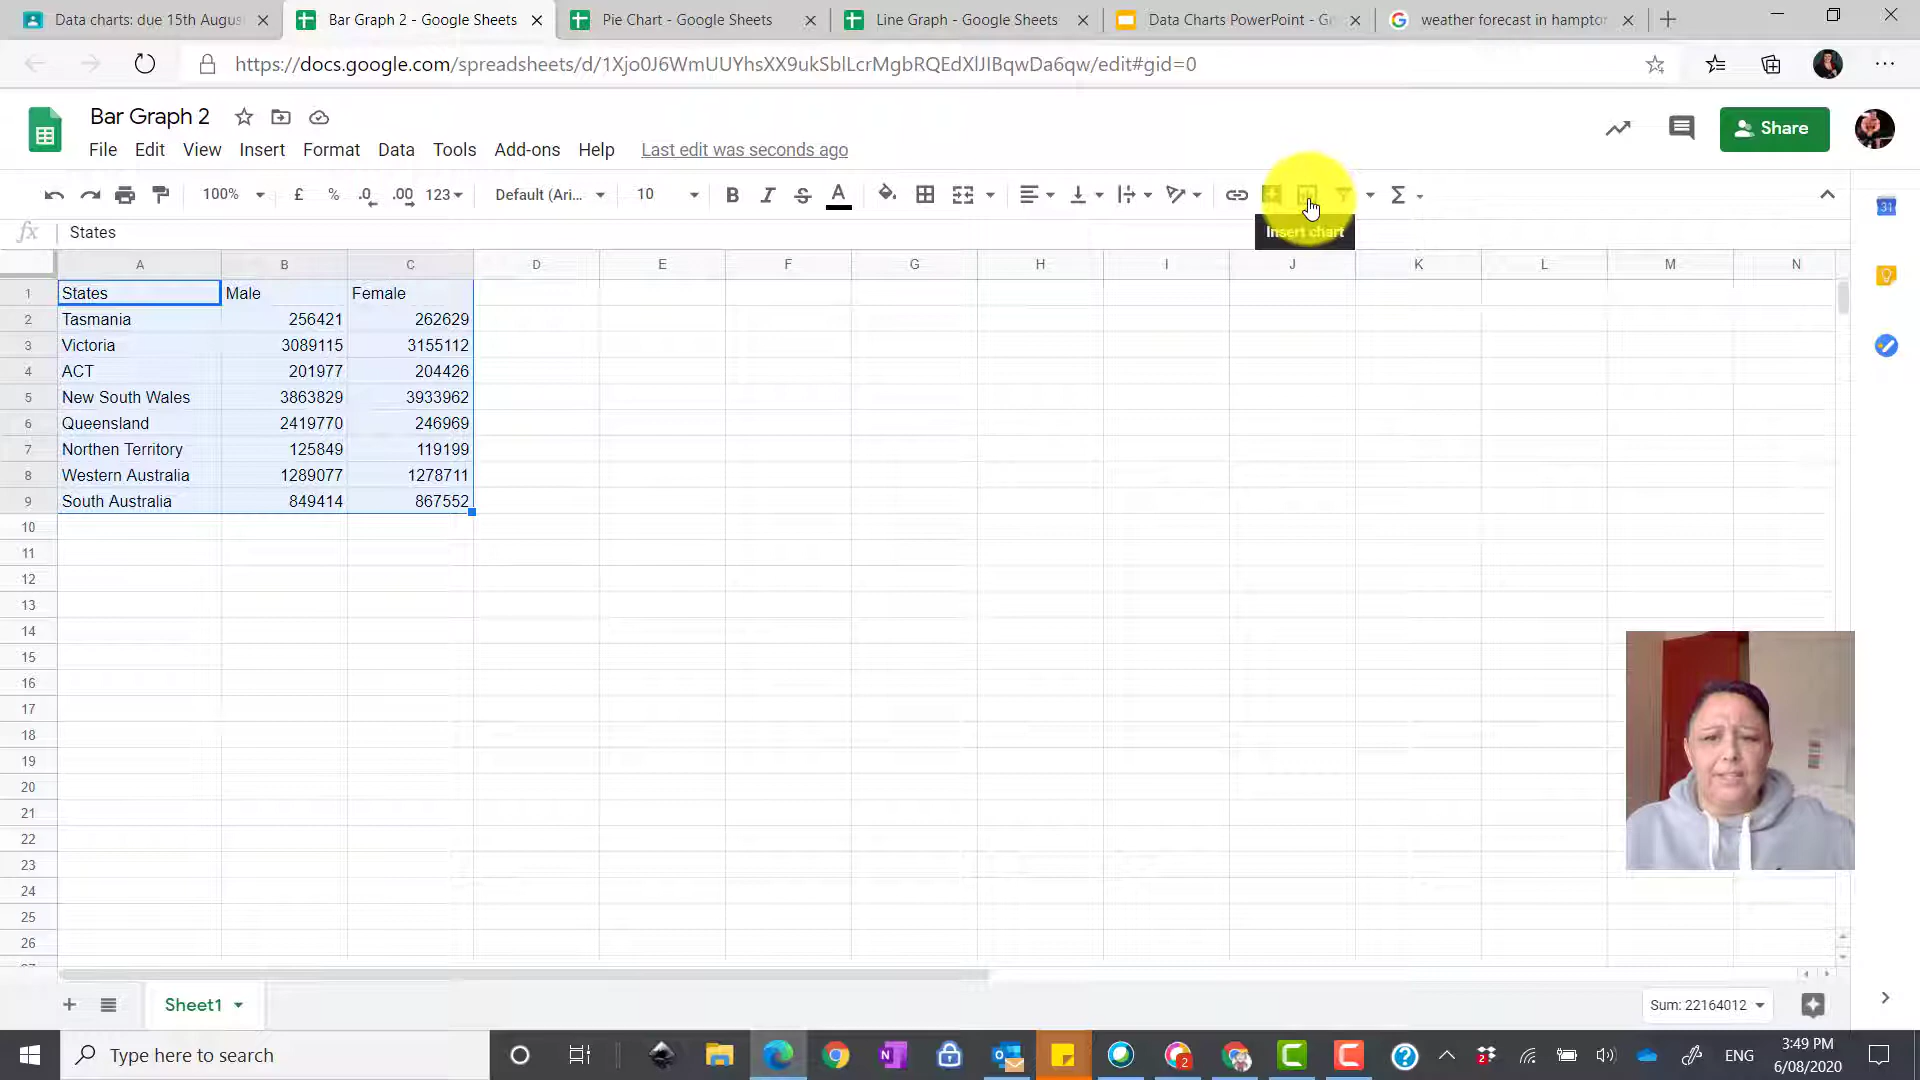 Data charts: due 15th Augus
Bar Graph 2 - Google Sheets
Pie Chart - Google Sheets
Line Graph - Google Sheets
Data Charts PowerPoint - G
weather forecast in hampton
https://docs.google.com/spreadsheets/d/1Xjo0J6WmUUYhsXX9ukSblLcrMgbRQEdXlJIBqwDa6qw/edit#gid=0
Bar Graph 2
Share
File Edit View Insert Format Data Tools Add-ons Help Last edit was seconds ago
100% £ % .0 .00 123 Default (Ari... 10 B I S A Σ
fx States
Insert chart
31
A B C D E F G H I J K L M N
1 States Male Female
2 Tasmania 256421 262629
3 Victoria 3089115 3155112
4 ACT 201977 204426
5 New South Wales 3863829 3933962
6 Queensland 2419770 246969
7 Northen Territory 125849 119199
8 Western Australia 1289077 1278711
9 South Australia 849414 867552
10
11
12
13
14
15
16
17
18
19
20
21
22
23
24
25
26
Sheet1
Sum: 22164012
Type here to search
2
2
ENG
3:49 PM
6/08/2020